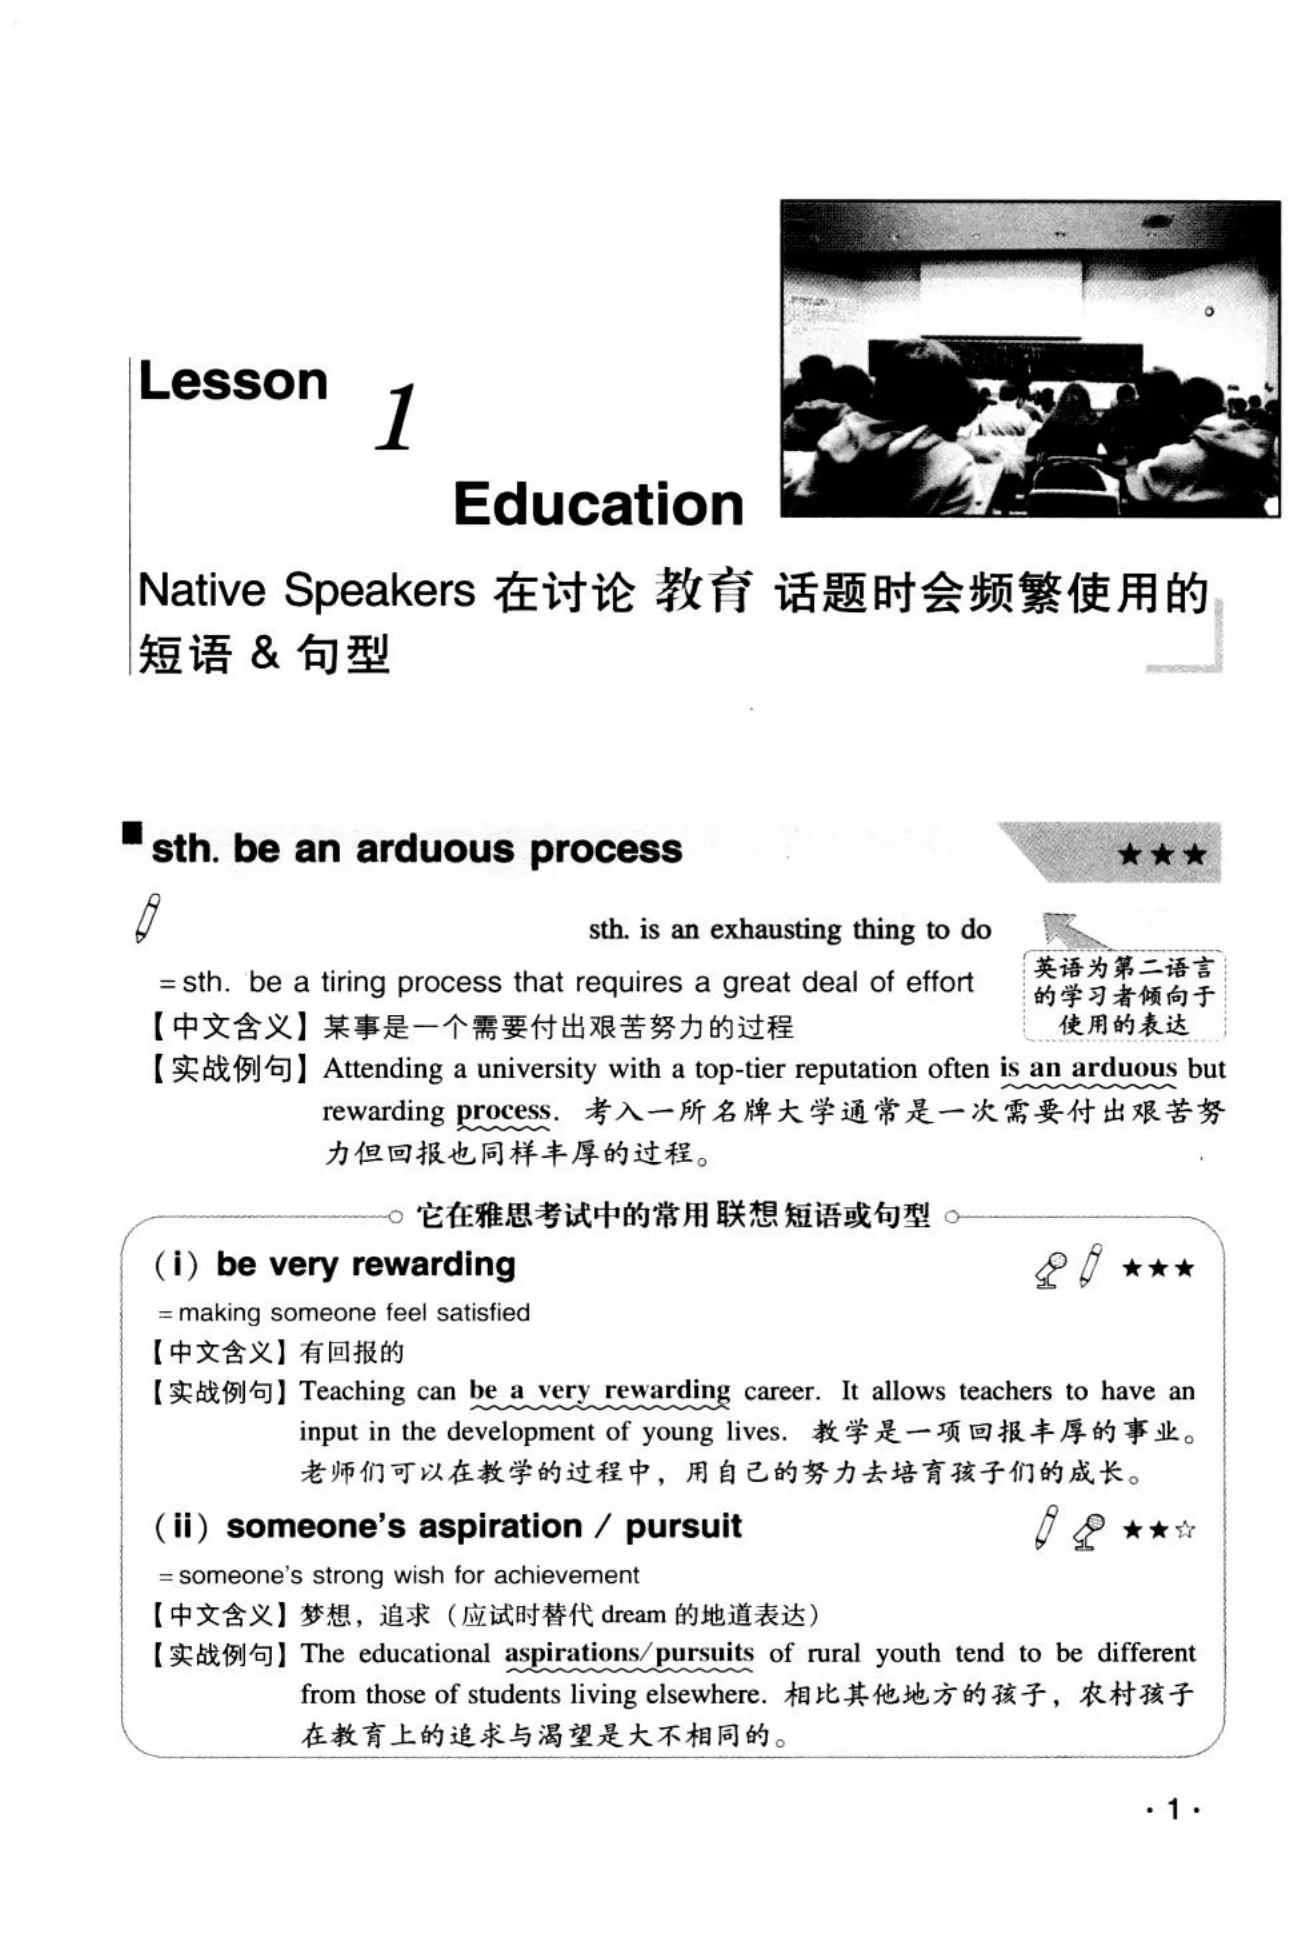 Lesson 1
Education
Native Speakers 在讨论 教育 话题时会频繁使用的
短语 & 句型
■ sth. be an arduous process ★★★
sth. is an exhausting thing to do
英语为第二语言
的学习者倾向于
使用的表达
= sth. be a tiring process that requires a great deal of effort
【中文含义】某事是一个需要付出艰苦努力的过程
【实战例句】Attending a university with a top-tier reputation often is an arduous but
rewarding process. 考入一所名牌大学通常是一次需要付出艰苦努
力但回报也同样丰厚的过程。
它在雅思考试中的常用联想短语或句型
(i) be very rewarding ★★★
= making someone feel satisfied
【中文含义】有回报的
【实战例句】Teaching can be a very rewarding career. It allows teachers to have an
input in the development of young lives. 教学是一项回报丰厚的事业。
老师们可以在教学的过程中，用自己的努力去培育孩子们的成长。
(ii) someone's aspiration / pursuit ★★☆
= someone's strong wish for achievement
【中文含义】梦想，追求（应试时替代 dream 的地道表达）
【实战例句】The educational aspirations/pursuits of rural youth tend to be different
from those of students living elsewhere. 相比其他地方的孩子，农村孩子
在教育上的追求与渴望是大不相同的。
· 1 ·